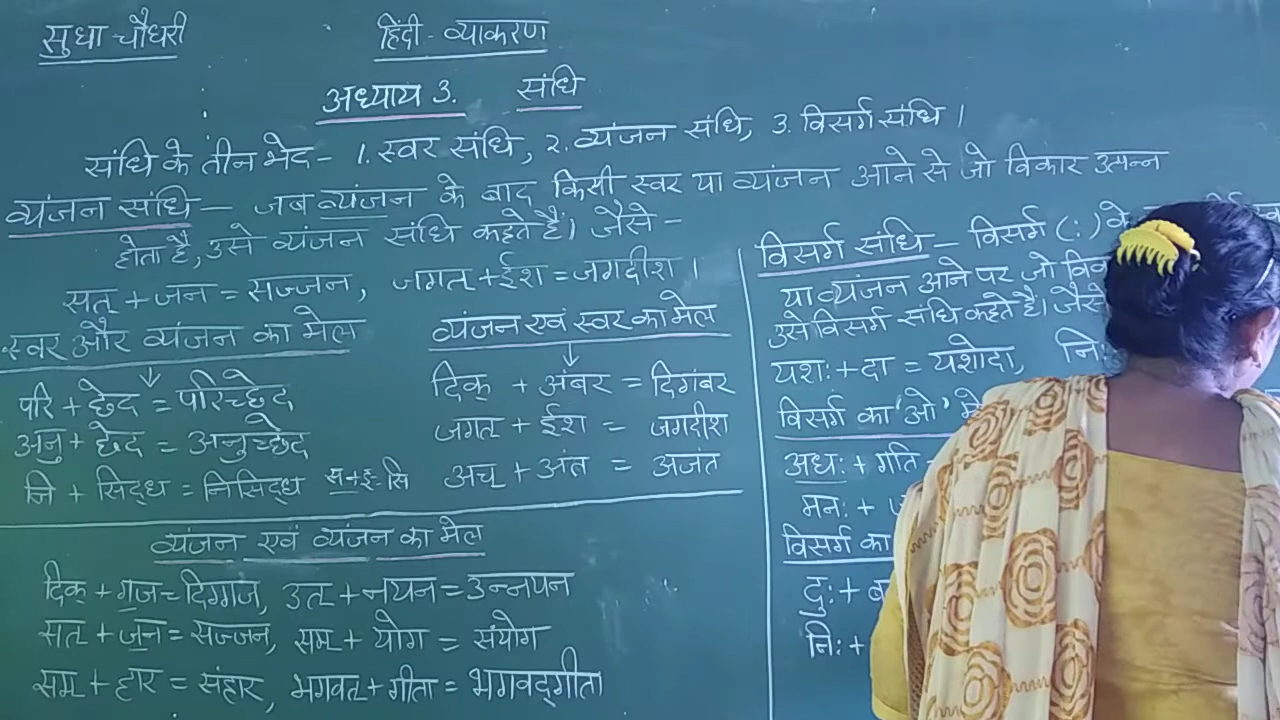 सुधा चौधरी
हिंदी - व्याकरण
अध्याय 3. संधि
संधि के तीन भेद - 1. स्वर संधि, 2. व्यंजन संधि, 3. विसर्ग संधि ।
व्यंजन संधि - जब व्यंजन के बाद किसी स्वर या व्यंजन आने से जो विकार उत्पन्न
होता है, उसे व्यंजन संधि कहते हैं। जैसे -
सत् + जन = सज्जन, जगत् + ईश = जगदीश ।
स्वर और व्यंजन का मेल
परि + छेद = परिच्छेद
अनु + छेद = अनुच्छेद
नि + सिद्ध = निसिद्ध स्+इ- सि
व्यंजन एवं स्वर का मेल
दिक् + अंबर = दिगंबर
जगत् + ईश = जगदीश
अच् + अंत = अजंत
व्यंजन एवं व्यंजन का मेल
दिक् + गज = दिग्गज, उत् + नयन = उन्नयन
सत् + जन = सज्जन, सम् + योग = संयोग
सम् + हार = संहार, भगवत् + गीता = भगवद्गीता
विसर्ग संधि - विसर्ग (:) के
या व्यंजन आने पर जो
उसे विसर्ग संधि कहते हैं। जैसे
यशः + दा = यशोदा, निः
विसर्ग का 'ओ'
अधः + गति
मनः +
विसर्ग का
दुः +
निः +